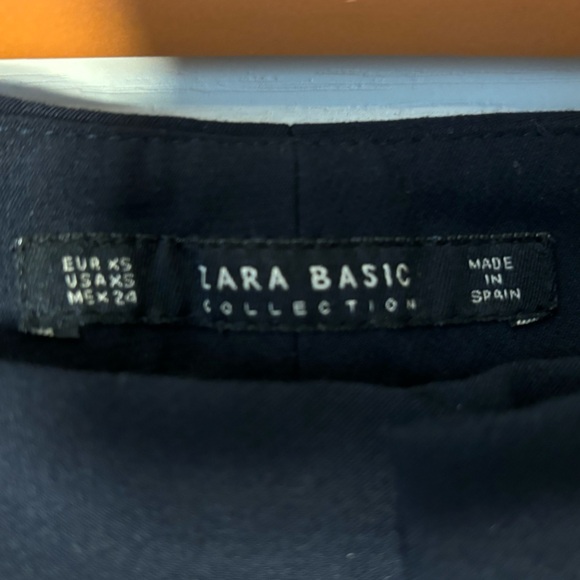 EUR XS
USA XS
MEX 24
ZARA BASIC
COLLECTION
MADE
IN
SPAIN